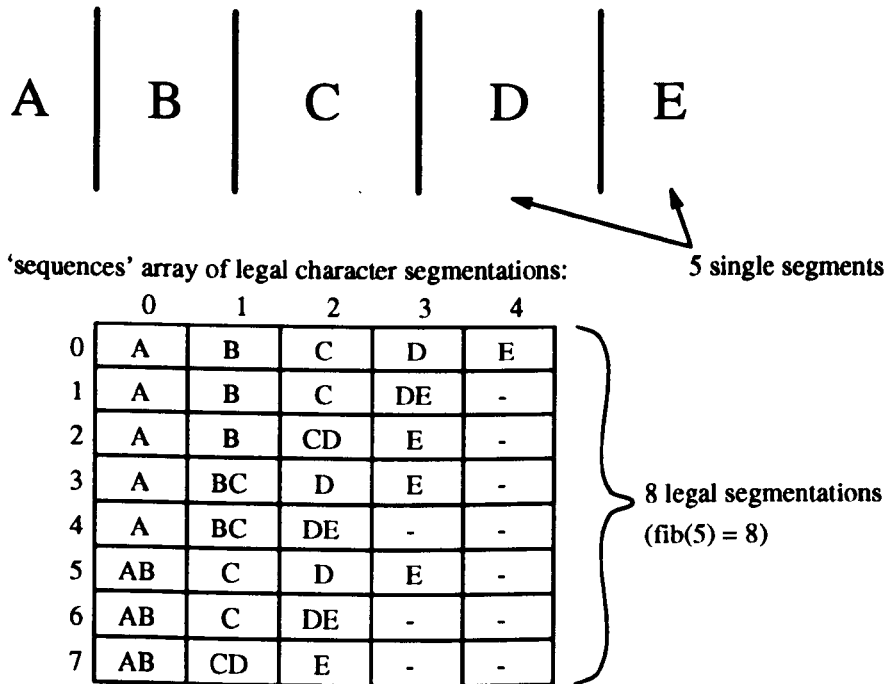 A B C D E
5 single segments
'sequences' array of legal character segmentations:
0 1 2 3 4
0 A B C D E
1 A B C DE -
2 A B CD E -
3 A BC D E -
4 A BC DE - -
5 AB C D E -
6 AB C DE - -
7 AB CD E - -
8 legal segmentations
(fib(5) = 8)